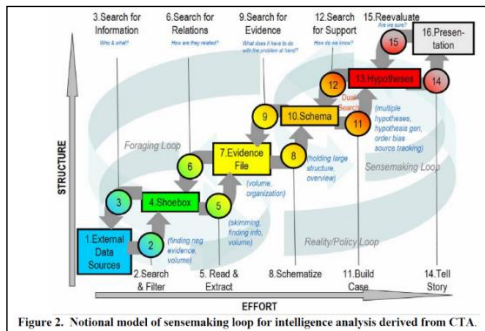 3.Search for
Information
Who & what?
6.Search for
Relations
How are they related?
9.Search for
Evidence
What does it have to do
with the problem at hand?
12.Search
for Support
How do we know?
15.Reevaluate
Are we sure?
15
16.Presen-
tation
12
13.Hypotheses
14
Dual
Search
9
10.Schema
11
(multiple
hypotheses,
hypothesis gen,
order bias
source tracking)
Foraging Loop
7.Evidence
File
8
6
(holding large
structure,
overview)
Sensemaking Loop
(volume,
organization)
3
4.Shoebox
5
(skimming,
finding info,
volume)
Reality/Policy Loop
1.External
Data
Sources
2
(finding neg
evidence,
volume)
2.Search
& Filter
5. Read &
Extract
8.Schematize
11.Build
Case
14.Tell
Story
STRUCTURE
EFFORT
Figure 2. Notional model of sensemaking loop for intelligence analysis derived from CTA.